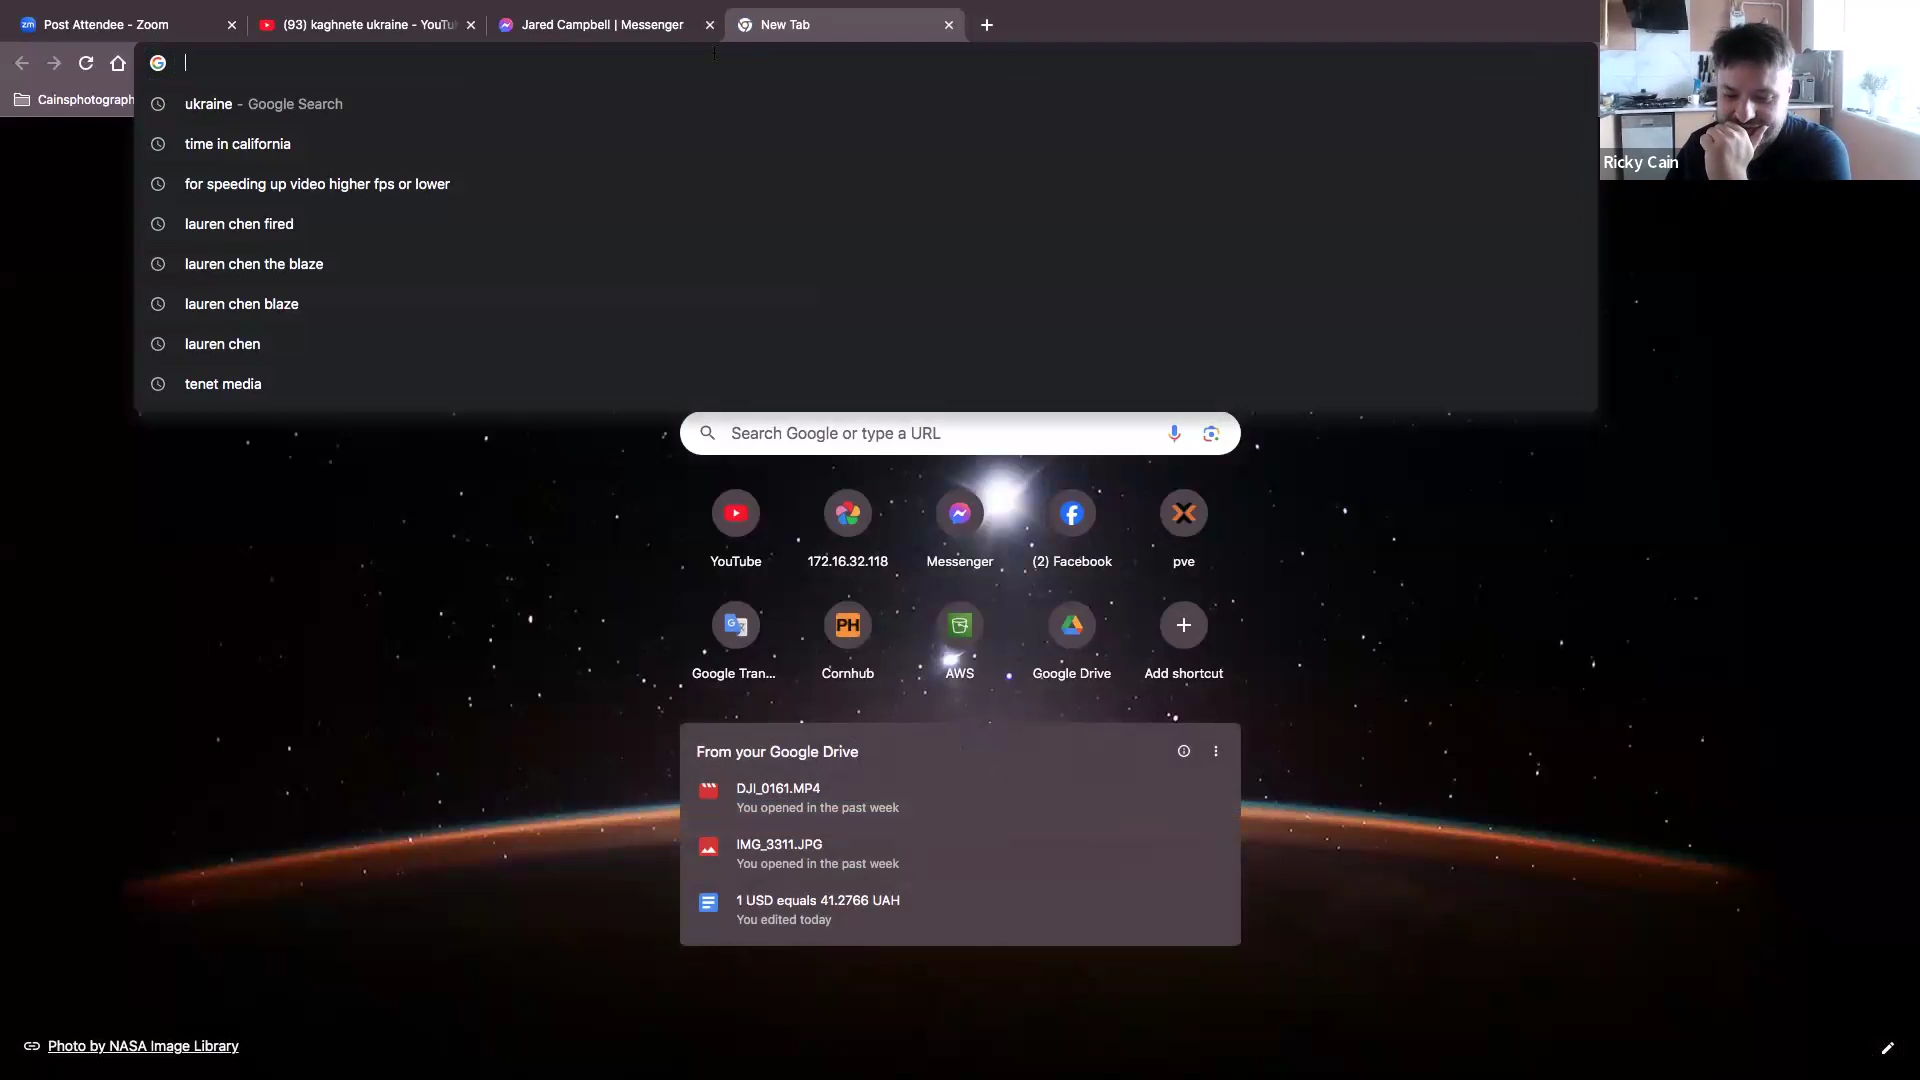 zm Post Attendee - Zoom
(93) kaghnete ukraine - YouTu
Jared Campbell | Messenger
New Tab
Cainsphotograph
ukraine - Google Search
time in california
for speeding up video higher fps or lower
lauren chen fired
lauren chen the blaze
lauren chen blaze
lauren chen
tenet media
Ricky Cain
Search Google or type a URL
YouTube
172.16.32.118
Messenger
(2) Facebook
pve
PH
Google Tran...
Cornhub
AWS
Google Drive
Add shortcut
From your Google Drive
DJI_0161.MP4
You opened in the past week
IMG_3311.JPG
You opened in the past week
1 USD equals 41.2766 UAH
You edited today
Photo by NASA Image Library